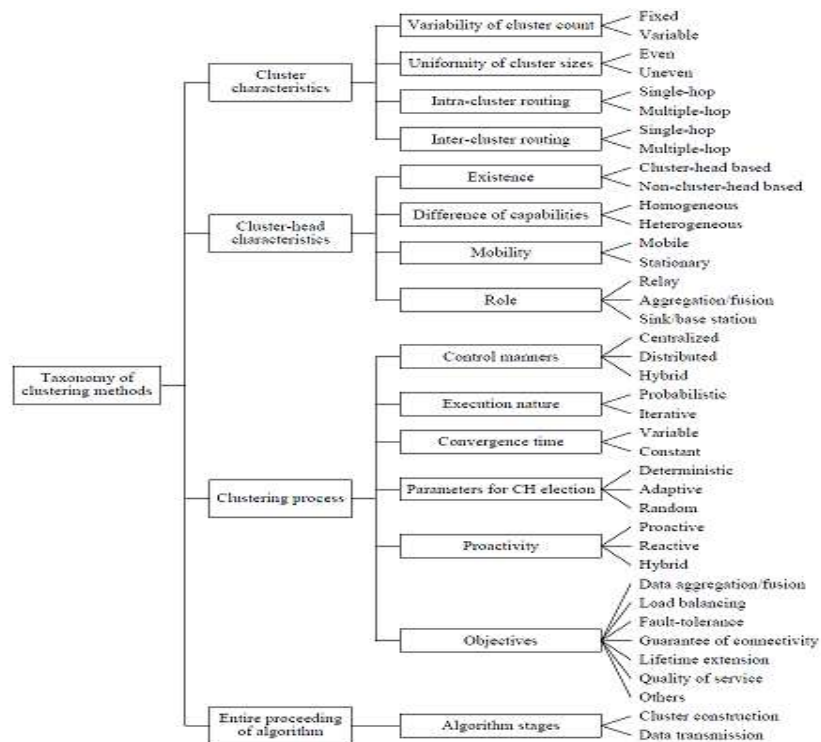 Taxonomy of
clustering methods
Cluster
characteristics
Variability of cluster count
Fixed
Variable
Uniformity of cluster sizes
Even
Uneven
Intra-cluster routing
Single-hop
Multiple-hop
Inter-cluster routing
Single-hop
Multiple-hop
Cluster-head
characteristics
Existence
Cluster-head based
Non-cluster-head based
Difference of capabilities
Homogeneous
Heterogeneous
Mobility
Mobile
Stationary
Role
Relay
Aggregation/fusion
Sink/base station
Clustering process
Control manners
Centralized
Distributed
Hybrid
Execution nature
Probabilistic
Iterative
Convergence time
Variable
Constant
Parameters for CH election
Deterministic
Adaptive
Random
Proactivity
Proactive
Reactive
Hybrid
Objectives
Data aggregation/fusion
Load balancing
Fault-tolerance
Guarantee of connectivity
Lifetime extension
Quality of service
Others
Entire proceeding
of algorithm
Algorithm stages
Cluster construction
Data transmission